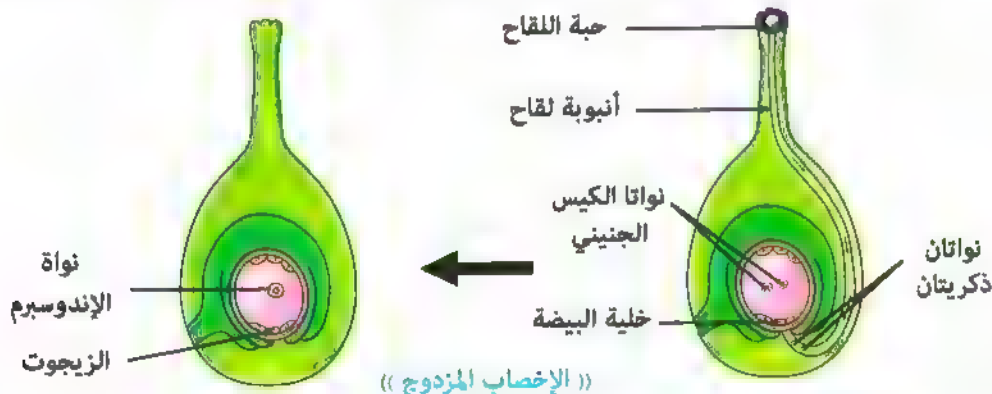 حبة اللقاح
أنبوبة لقاح
نواتا الكيس
الجنيني
نواتان
ذكريتان
خلية البيضة
نواة
الإندوسبرم
الزيجوت
(( الإخصاب المزدوج ))